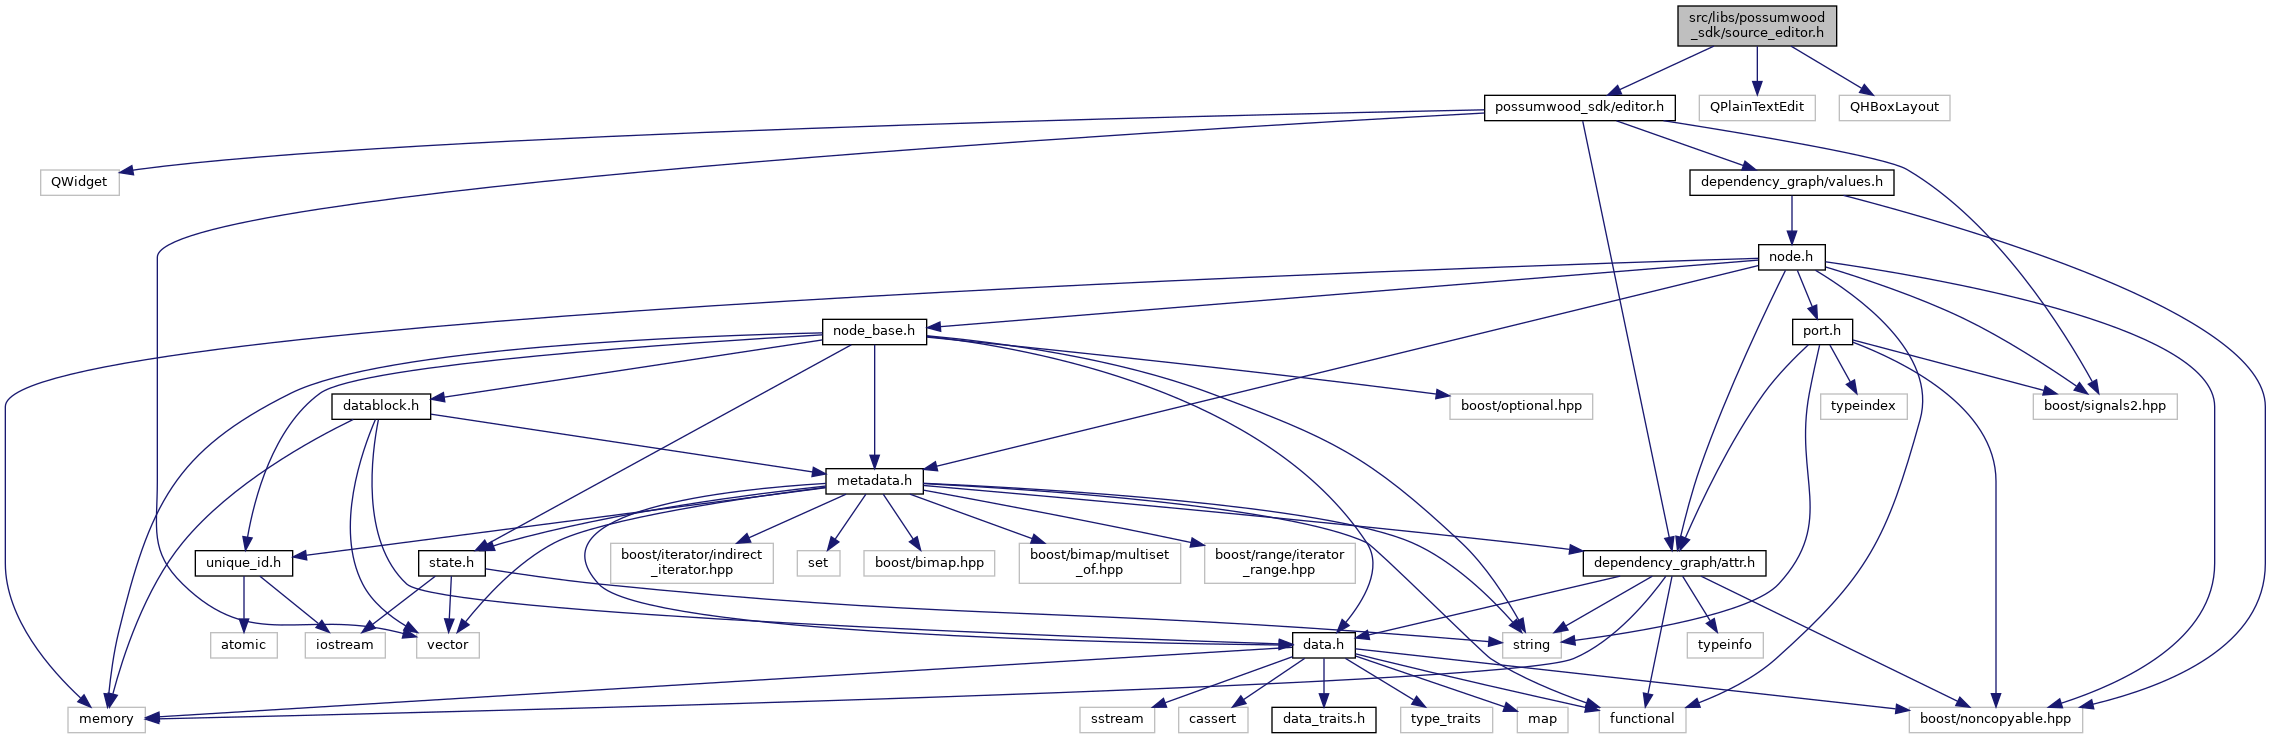 src/libs/possumwood
_sdk/source_editor.h
possumwood_sdk/editor.h
QPlainTextEdit
QHBoxLayout
QWidget
dependency_graph/values.h
node.h
node_base.h
port.h
datablock.h
boost/optional.hpp
typeindex
boost/signals2.hpp
metadata.h
unique_id.h
state.h
boost/iterator/indirect
_iterator.hpp
set
boost/bimap.hpp
boost/bimap/multiset
_of.hpp
boost/range/iterator
_range.hpp
dependency_graph/attr.h
atomic
iostream
vector
data.h
string
typeinfo
memory
sstream
cassert
data_traits.h
type_traits
map
functional
boost/noncopyable.hpp